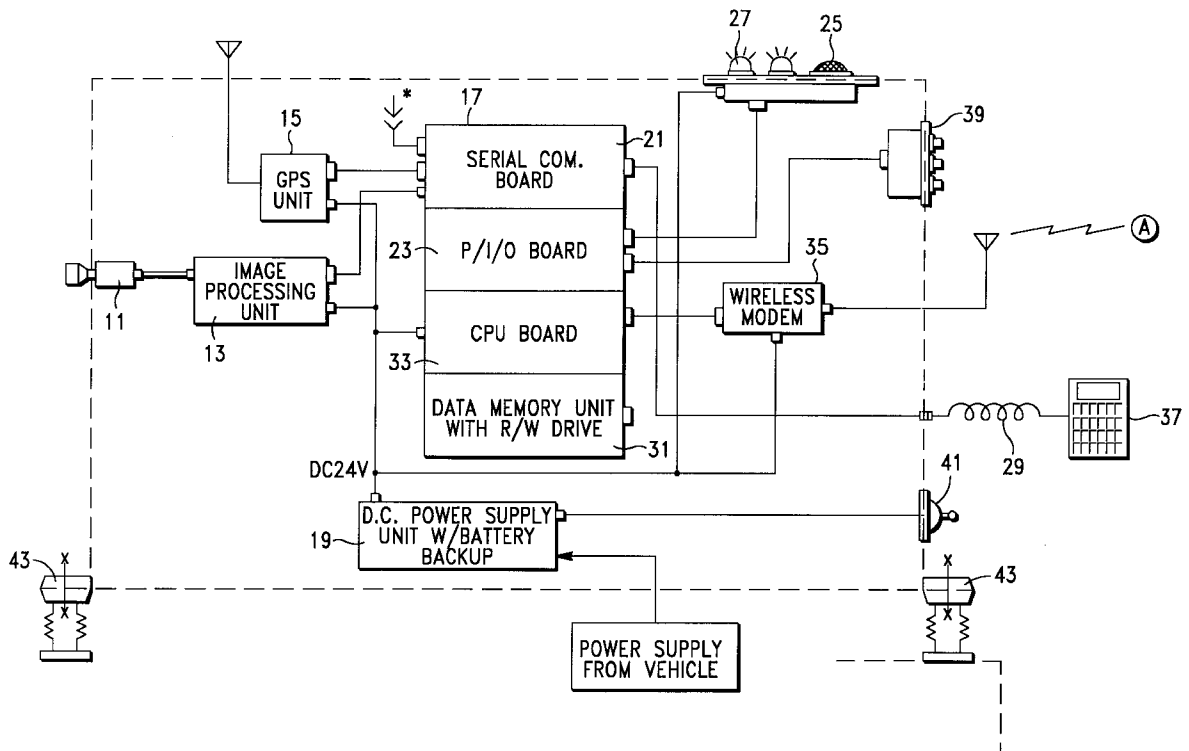 27
25
*
17
39
15
21
SERIAL COM.
BOARD
GPS
UNIT
A
23
P/I/O BOARD
35
IMAGE
PROCESSING
UNIT
WIRELESS
MODEM
11
13
CPU BOARD
33
DATA MEMORY UNIT
WITH R/W DRIVE
31
37
29
DC24V
41
D.C. POWER SUPPLY
UNIT W/BATTERY
BACKUP
19
43
X
X
43
X
X
POWER SUPPLY
FROM VEHICLE